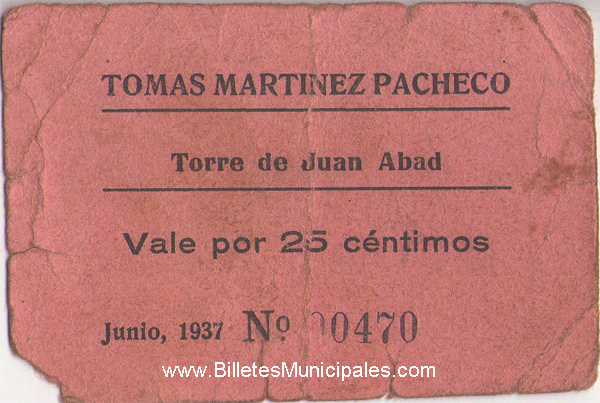 TOMAS MARTINEZ PACHECO
Torre de Juan Abad
Vale por 25 céntimos
Junio, 1937 Nº 00470
www.BilletesMunicipales.com